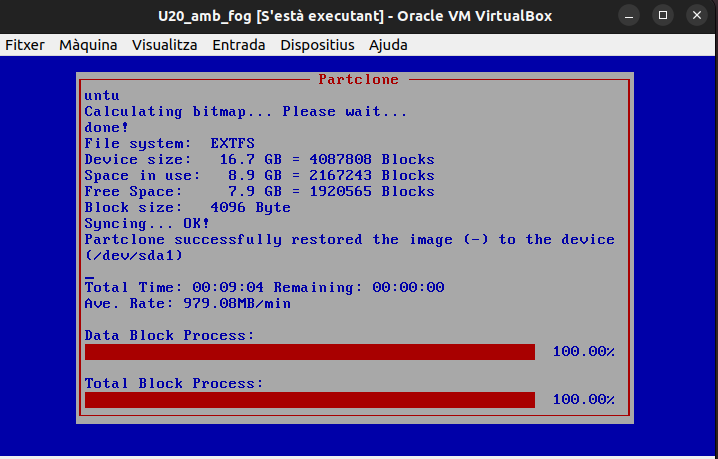 U20_amb_fog [S'està executant] - Oracle VM VirtualBox
Fitxer Màquina Visualitza Entrada Dispositius Ajuda
Partclone
untu
Calculating bitmap... Please wait...
done!
File system: EXTFS
Device size: 16.7 GB = 4087808 Blocks
Space in use: 8.9 GB = 2167243 Blocks
Free Space: 7.9 GB = 1920565 Blocks
Block size: 4096 Byte
Syncing... OK!
Partclone successfully restored the image (-) to the device
(/dev/sda1)
Total Time: 00:09:04 Remaining: 00:00:00
Ave. Rate: 979.08MB/min
Data Block Process:
100.00%
Total Block Process:
100.00%